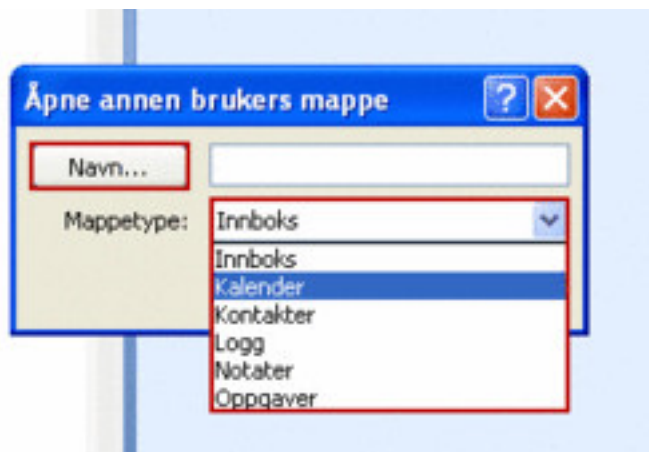 Åpne annen brukers mappe
Navn...
Mappetype: Innboks
Innboks
Kalender
Kontakter
Logg
Notater
Oppgaver